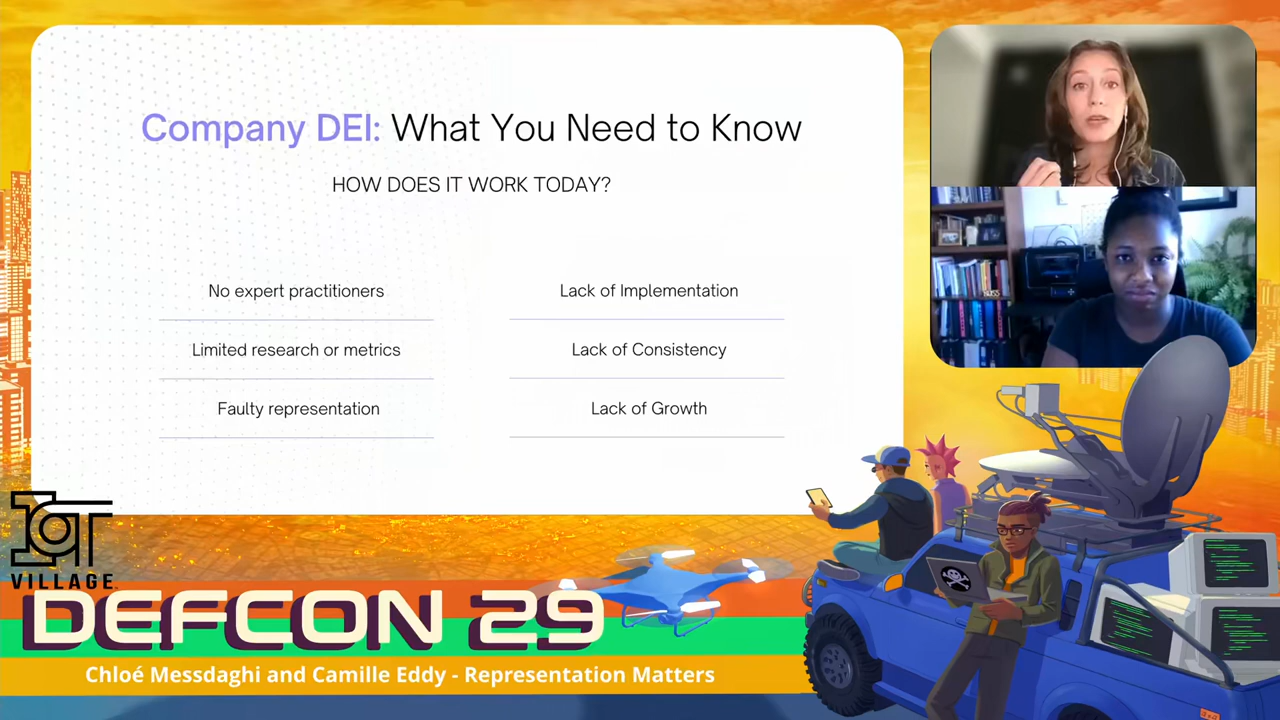 Company DEI: What You Need to Know
HOW DOES IT WORK TODAY?
No expert practitioners
Lack of Implementation
Limited research or metrics
Lack of Consistency
Faulty representation
Lack of Growth
IOT
VILLAGE
DEFCON 29
Chloé Messdaghi and Camille Eddy - Representation Matters